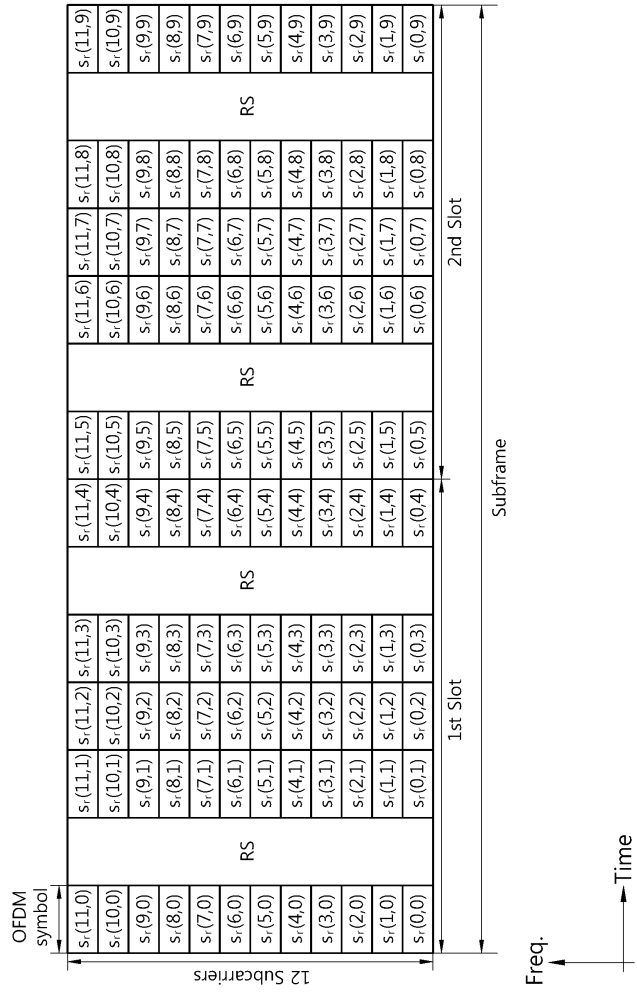 OFDM
symbol
sr(11,0) sr(11,1) sr(11,2) sr(11,3) sr(11,4) sr(11,5) sr(11,6) sr(11,7) sr(11,8) sr(11,9)
sr(10,0) sr(10,1) sr(10,2) sr(10,3) sr(10,4) sr(10,5) sr(10,6) sr(10,7) sr(10,8) sr(10,9)
sr(9,0) sr(9,1) sr(9,2) sr(9,3) sr(9,4) sr(9,5) sr(9,6) sr(9,7) sr(9,8) sr(9,9)
sr(8,0) sr(8,1) sr(8,2) sr(8,3) sr(8,4) sr(8,5) sr(8,6) sr(8,7) sr(8,8) sr(8,9)
sr(7,0) sr(7,1) sr(7,2) sr(7,3) sr(7,4) sr(7,5) sr(7,6) sr(7,7) sr(7,8) sr(7,9)
sr(6,0) sr(6,1) sr(6,2) sr(6,3) sr(6,4) sr(6,5) sr(6,6) sr(6,7) sr(6,8) sr(6,9)
12 Subcarriers
RS RS RS RS
sr(5,0) sr(5,1) sr(5,2) sr(5,3) sr(5,4) sr(5,5) sr(5,6) sr(5,7) sr(5,8) sr(5,9)
sr(4,0) sr(4,1) sr(4,2) sr(4,3) sr(4,4) sr(4,5) sr(4,6) sr(4,7) sr(4,8) sr(4,9)
sr(3,0) sr(3,1) sr(3,2) sr(3,3) sr(3,4) sr(3,5) sr(3,6) sr(3,7) sr(3,8) sr(3,9)
sr(2,0) sr(2,1) sr(2,2) sr(2,3) sr(2,4) sr(2,5) sr(2,6) sr(2,7) sr(2,8) sr(2,9)
sr(1,0) sr(1,1) sr(1,2) sr(1,3) sr(1,4) sr(1,5) sr(1,6) sr(1,7) sr(1,8) sr(1,9)
sr(0,0) sr(0,1) sr(0,2) sr(0,3) sr(0,4) sr(0,5) sr(0,6) sr(0,7) sr(0,8) sr(0,9)
1st Slot 2nd Slot
Subframe
Freq.
Time